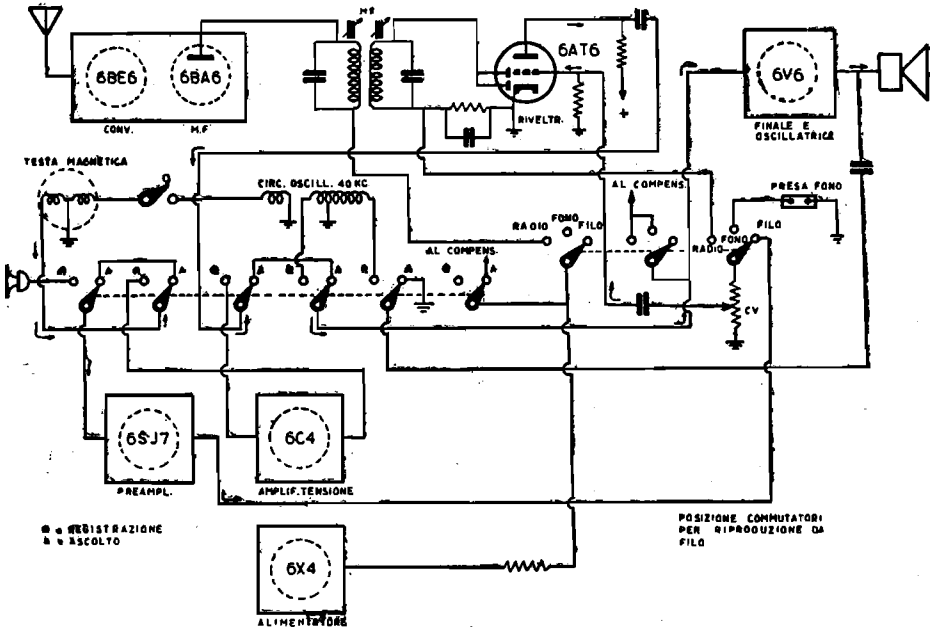 MF
6BE6
6BA6
6AT6
6V6
CONV.
M.F.
RIVELTR.
+
FINALE E
OSCILLATRICE
TESTA MAGNETICA
CIRC. OSCILL. 40 KC
AL COMPENS.
PRESA FONO
RADIO
FONO
FILO
RADIO
FONO
FILO
AL COMPENS.
R
A
R
A
R
A
R
A
R
A
R
A
CV
6SJ7
6C4
PREAMPL.
AMPLIF. TENSIONE
R = REGISTRAZIONE
A = ASCOLTO
POSIZIONE COMMUTATORI
PER RIPRODUZIONE DA
FILO
6X4
ALIMENTATORE